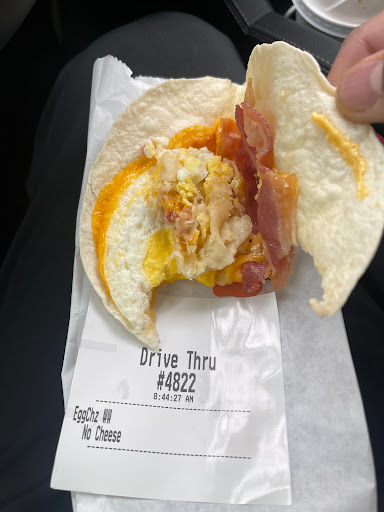 Drive Thru
#4822
8:44:27 AM
EggChz WW
No Cheese